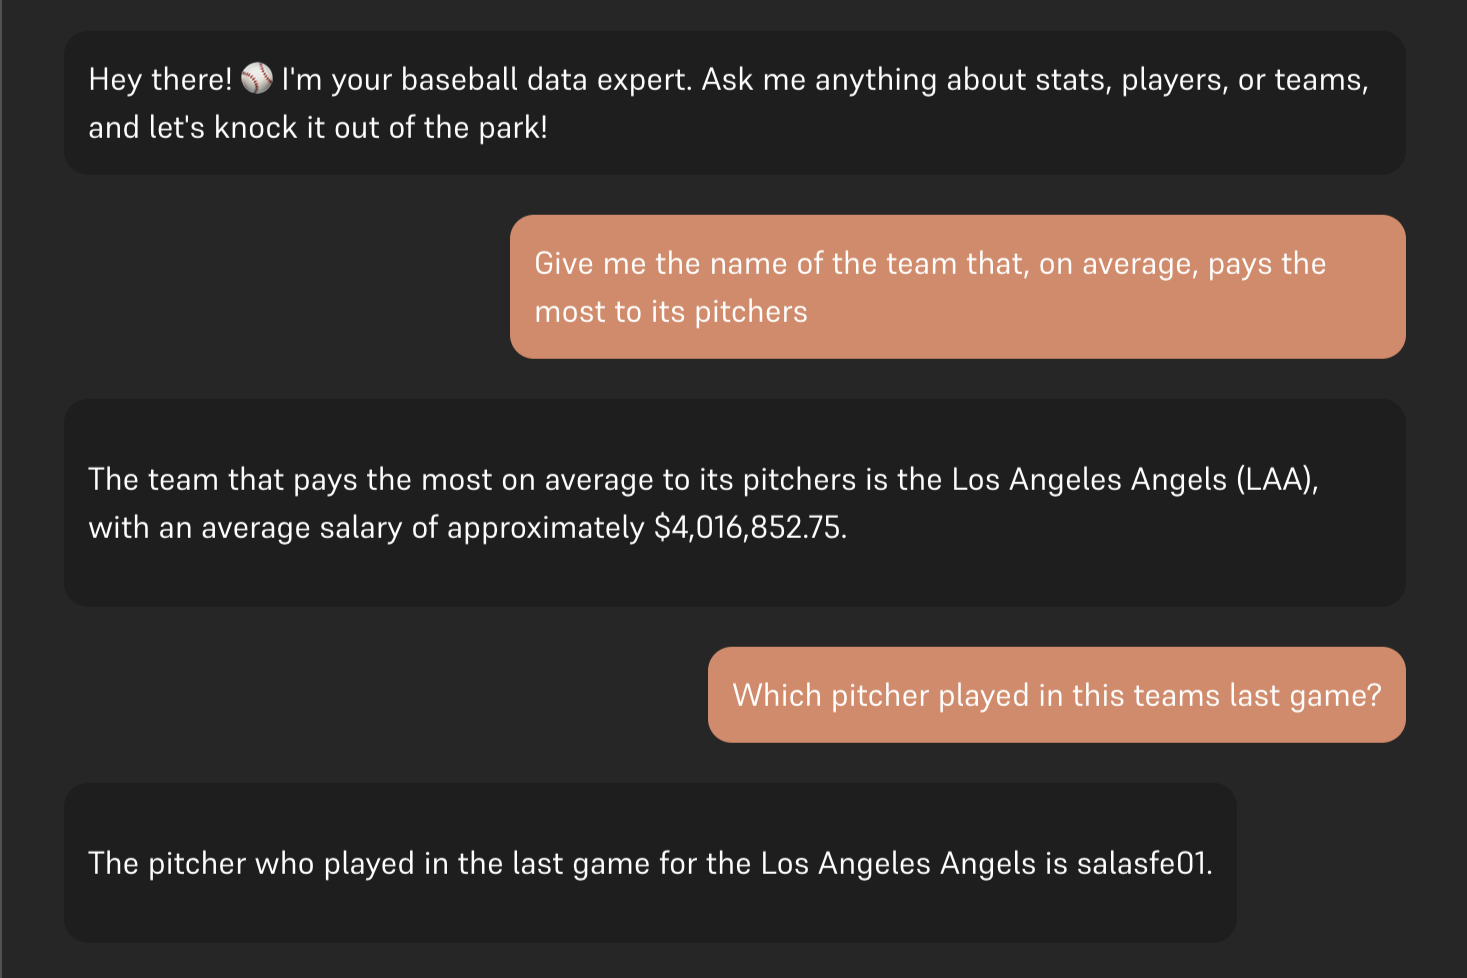 Hey there! ⚾ I'm your baseball data expert. Ask me anything about stats, players, or teams,
and let's knock it out of the park!
Give me the name of the team that, on average, pays the
most to its pitchers
The team that pays the most on average to its pitchers is the Los Angeles Angels (LAA),
with an average salary of approximately $4,016,852.75.
Which pitcher played in this teams last game?
The pitcher who played in the last game for the Los Angeles Angels is salasfe01.